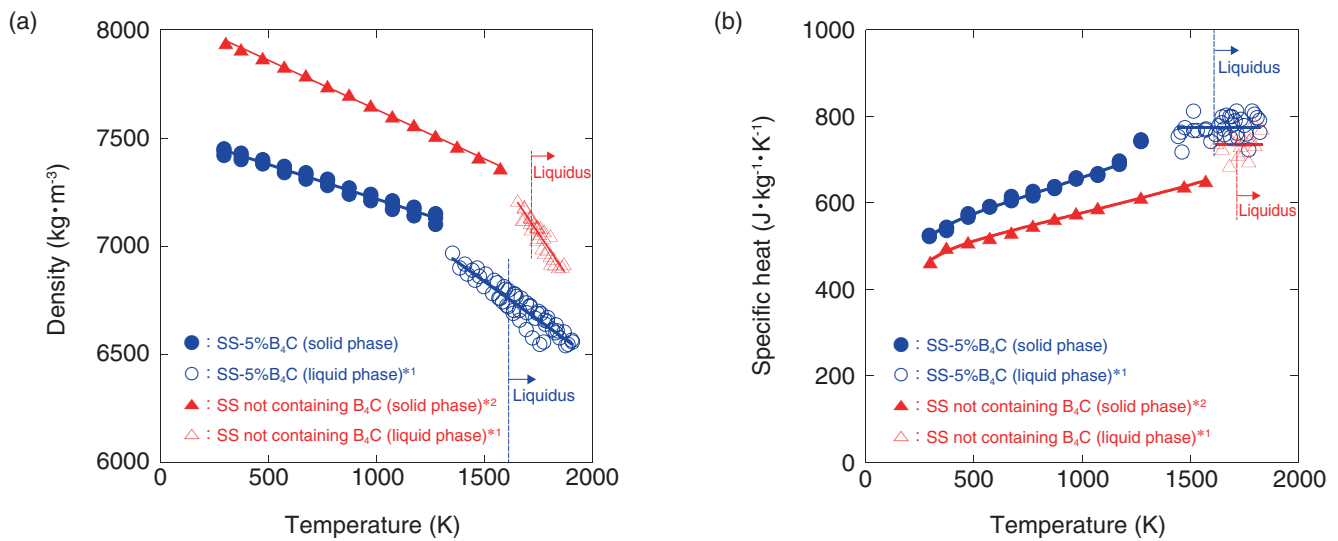 (a)
8000
7500
7000
6500
6000
Density (kg・m⁻³)
Liquidus
Liquidus
：SS-5%B₄C (solid phase)
：SS-5%B₄C (liquid phase)*¹
：SS not containing B₄C (solid phase)*²
：SS not containing B₄C (liquid phase)*¹
0 500 1000 1500 2000
Temperature (K)
(b)
1000
800
600
400
200
0
Specific heat (J・kg⁻¹・K⁻¹)
Liquidus
Liquidus
：SS-5%B₄C (solid phase)
：SS-5%B₄C (liquid phase)*¹
：SS not containing B₄C (solid phase)*²
：SS not containing B₄C (liquid phase)*¹
0 500 1000 1500 2000
Temperature (K)